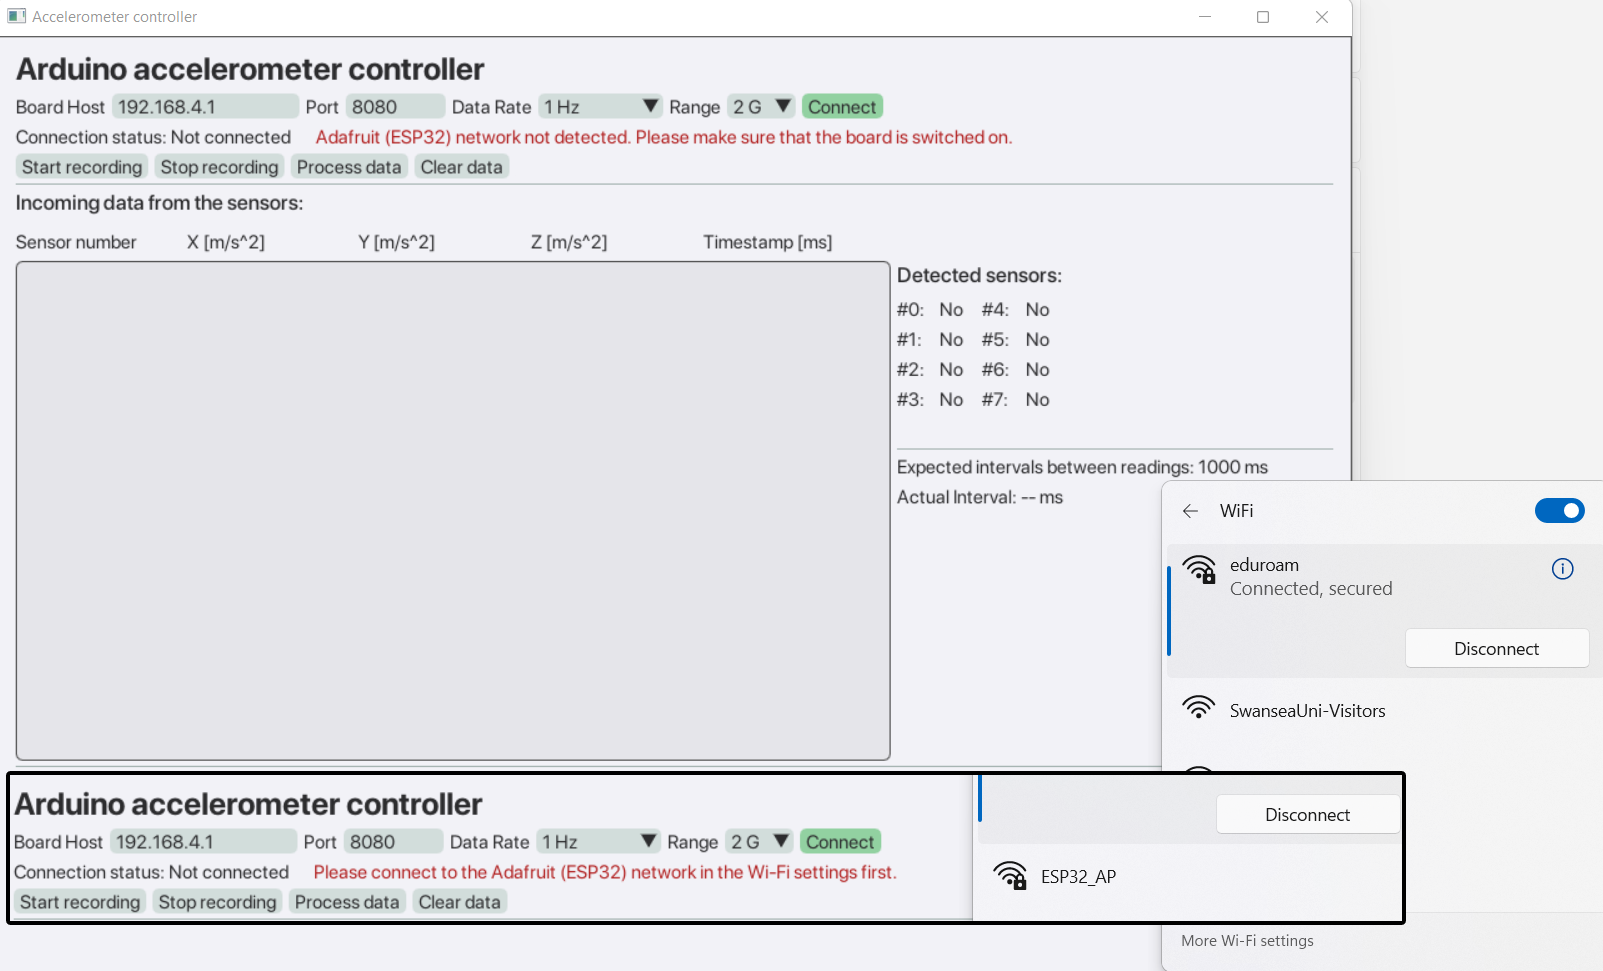 Accelerometer controller
Arduino accelerometer controller
Board Host 192.168.4.1 Port 8080 Data Rate 1 Hz Range 2 G Connect
Connection status: Not connected Adafruit (ESP32) network not detected. Please make sure that the board is switched on.
Start recording Stop recording Process data Clear data
Incoming data from the sensors:
Sensor number X [m/s^2] Y [m/s^2] Z [m/s^2] Timestamp [ms]
Detected sensors:
#0: No #4: No
#1: No #5: No
#2: No #6: No
#3: No #7: No
Expected intervals between readings: 1000 ms
Actual Interval: -- ms
WiFi
eduroam
Connected, secured
Disconnect
SwanseaUni-Visitors
Arduino accelerometer controller
Board Host 192.168.4.1 Port 8080 Data Rate 1 Hz Range 2 G Connect
Connection status: Not connected Please connect to the Adafruit (ESP32) network in the Wi-Fi settings first.
Start recording Stop recording Process data Clear data
Disconnect
ESP32_AP
More Wi-Fi settings